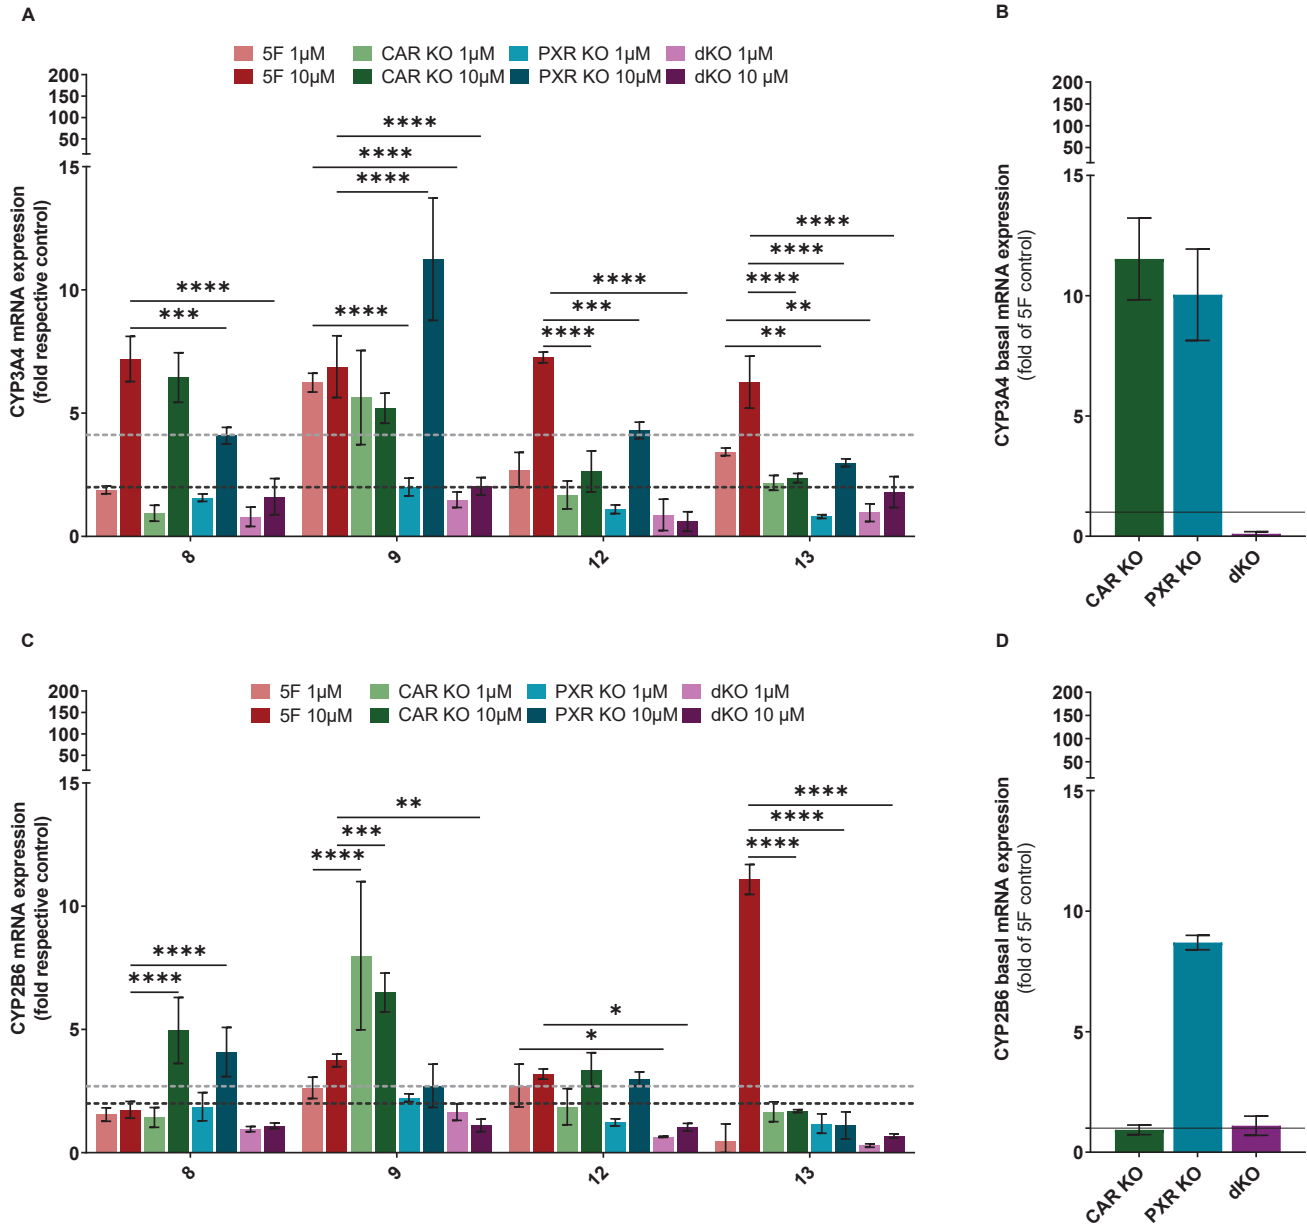 A
5F 1µM
CAR KO 1µM
PXR KO 1µM
dKO 1µM
5F 10µM
CAR KO 10µM
PXR KO 10µM
dKO 10 µM
CYP3A4 mRNA expression
(fold respective control)
200
150
100
50
15
10
5
0
****
***
****
****
****
****
****
***
****
****
****
****
**
**
8
9
12
13
B
CYP3A4 basal mRNA expression
(fold of 5F control)
200
150
100
50
15
10
5
0
CAR KO
PXR KO
dKO
C
5F 1µM
CAR KO 1µM
PXR KO 1µM
dKO 1µM
5F 10µM
CAR KO 10µM
PXR KO 10µM
dKO 10 µM
CYP2B6 mRNA expression
(fold respective control)
200
150
100
50
15
10
5
0
****
****
**
***
****
*
*
****
****
****
8
9
12
13
D
CYP2B6 basal mRNA expression
(fold of 5F control)
200
150
100
50
15
10
5
0
CAR KO
PXR KO
dKO